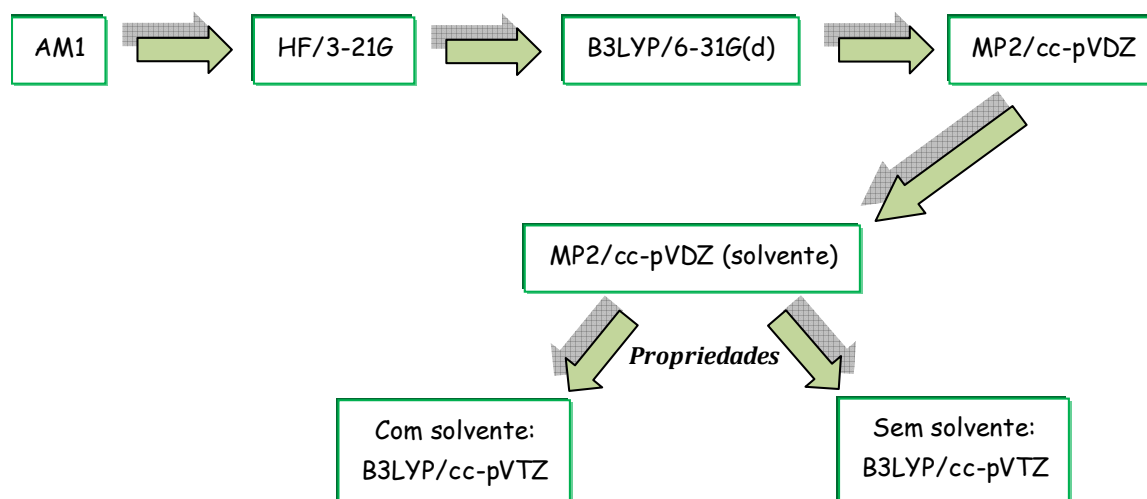 AM1
HF/3-21G
B3LYP/6-31G(d)
MP2/cc-pVDZ
MP2/cc-pVDZ (solvente)
Propriedades
Com solvente:
B3LYP/cc-pVTZ
Sem solvente:
B3LYP/cc-pVTZ